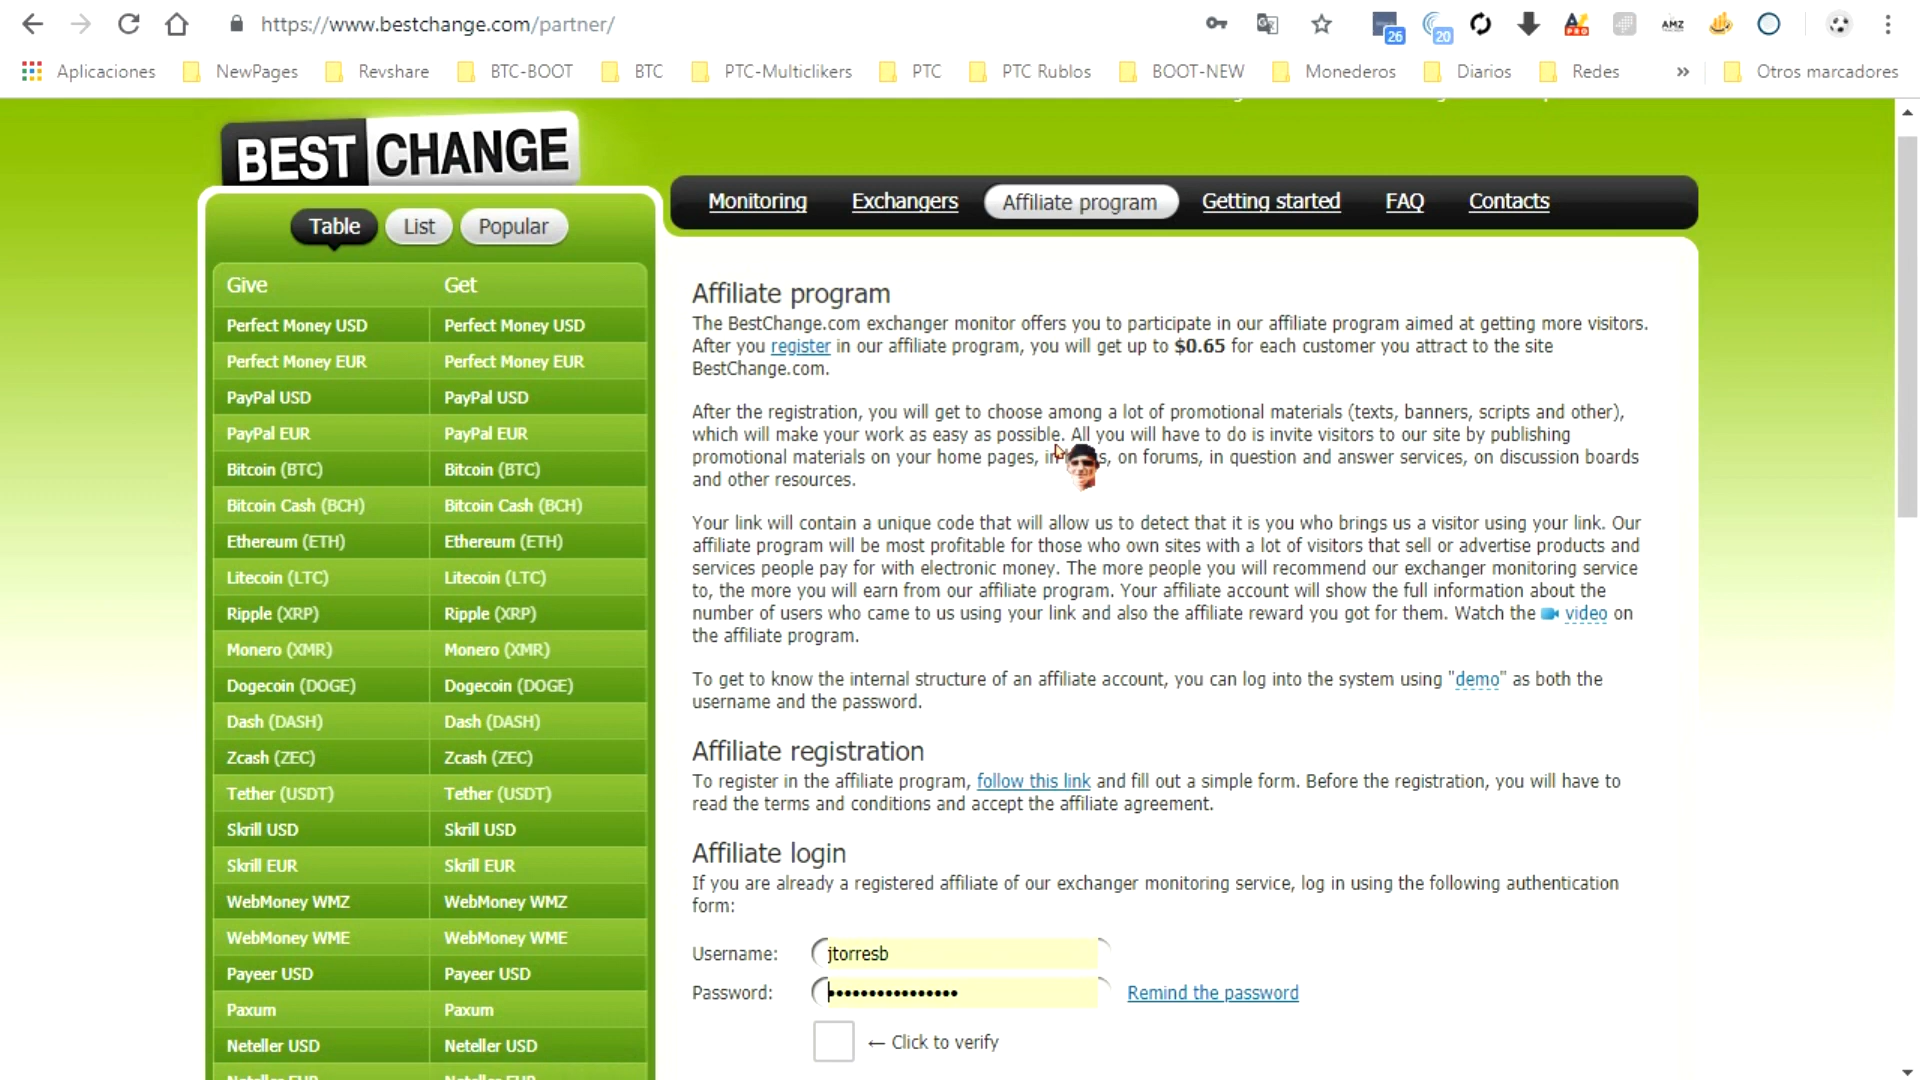 https://www.bestchange.com/partner/
26
20
PRO
AMZ
Aplicaciones NewPages Revshare BTC-BOOT BTC PTC-Multiclikers PTC PTC Rublos BOOT-NEW Monederos Diarios Redes » Otros marcadores
BEST CHANGE
Monitoring Exchangers Affiliate program Getting started FAQ Contacts
Table List Popular
Give Get
Perfect Money USD Perfect Money USD
Perfect Money EUR Perfect Money EUR
PayPal USD PayPal USD
PayPal EUR PayPal EUR
Bitcoin (BTC) Bitcoin (BTC)
Bitcoin Cash (BCH) Bitcoin Cash (BCH)
Ethereum (ETH) Ethereum (ETH)
Litecoin (LTC) Litecoin (LTC)
Ripple (XRP) Ripple (XRP)
Monero (XMR) Monero (XMR)
Dogecoin (DOGE) Dogecoin (DOGE)
Dash (DASH) Dash (DASH)
Zcash (ZEC) Zcash (ZEC)
Tether (USDT) Tether (USDT)
Skrill USD Skrill USD
Skrill EUR Skrill EUR
WebMoney WMZ WebMoney WMZ
WebMoney WME WebMoney WME
Payeer USD Payeer USD
Paxum Paxum
Neteller USD Neteller USD
Neteller EUR Neteller EUR
Affiliate program
The BestChange.com exchanger monitor offers you to participate in our affiliate program aimed at getting more visitors.
After you register in our affiliate program, you will get up to $0.65 for each customer you attract to the site
BestChange.com.
After the registration, you will get to choose among a lot of promotional materials (texts, banners, scripts and other),
which will make your work as easy as possible. All you will have to do is invite visitors to our site by publishing
promotional materials on your home pages, in s, on forums, in question and answer services, on discussion boards
and other resources.
Your link will contain a unique code that will allow us to detect that it is you who brings us a visitor using your link. Our
affiliate program will be most profitable for those who own sites with a lot of visitors that sell or advertise products and
services people pay for with electronic money. The more people you will recommend our exchanger monitoring service
to, the more you will earn from our affiliate program. Your affiliate account will show the full information about the
number of users who came to us using your link and also the affiliate reward you got for them. Watch the video on
the affiliate program.
To get to know the internal structure of an affiliate account, you can log into the system using "demo" as both the
username and the password.
Affiliate registration
To register in the affiliate program, follow this link and fill out a simple form. Before the registration, you will have to
read the terms and conditions and accept the affiliate agreement.
Affiliate login
If you are already a registered affiliate of our exchanger monitoring service, log in using the following authentication
form:
Username: jtorresb
Password: •••••••••••••••• Remind the password
← Click to verify